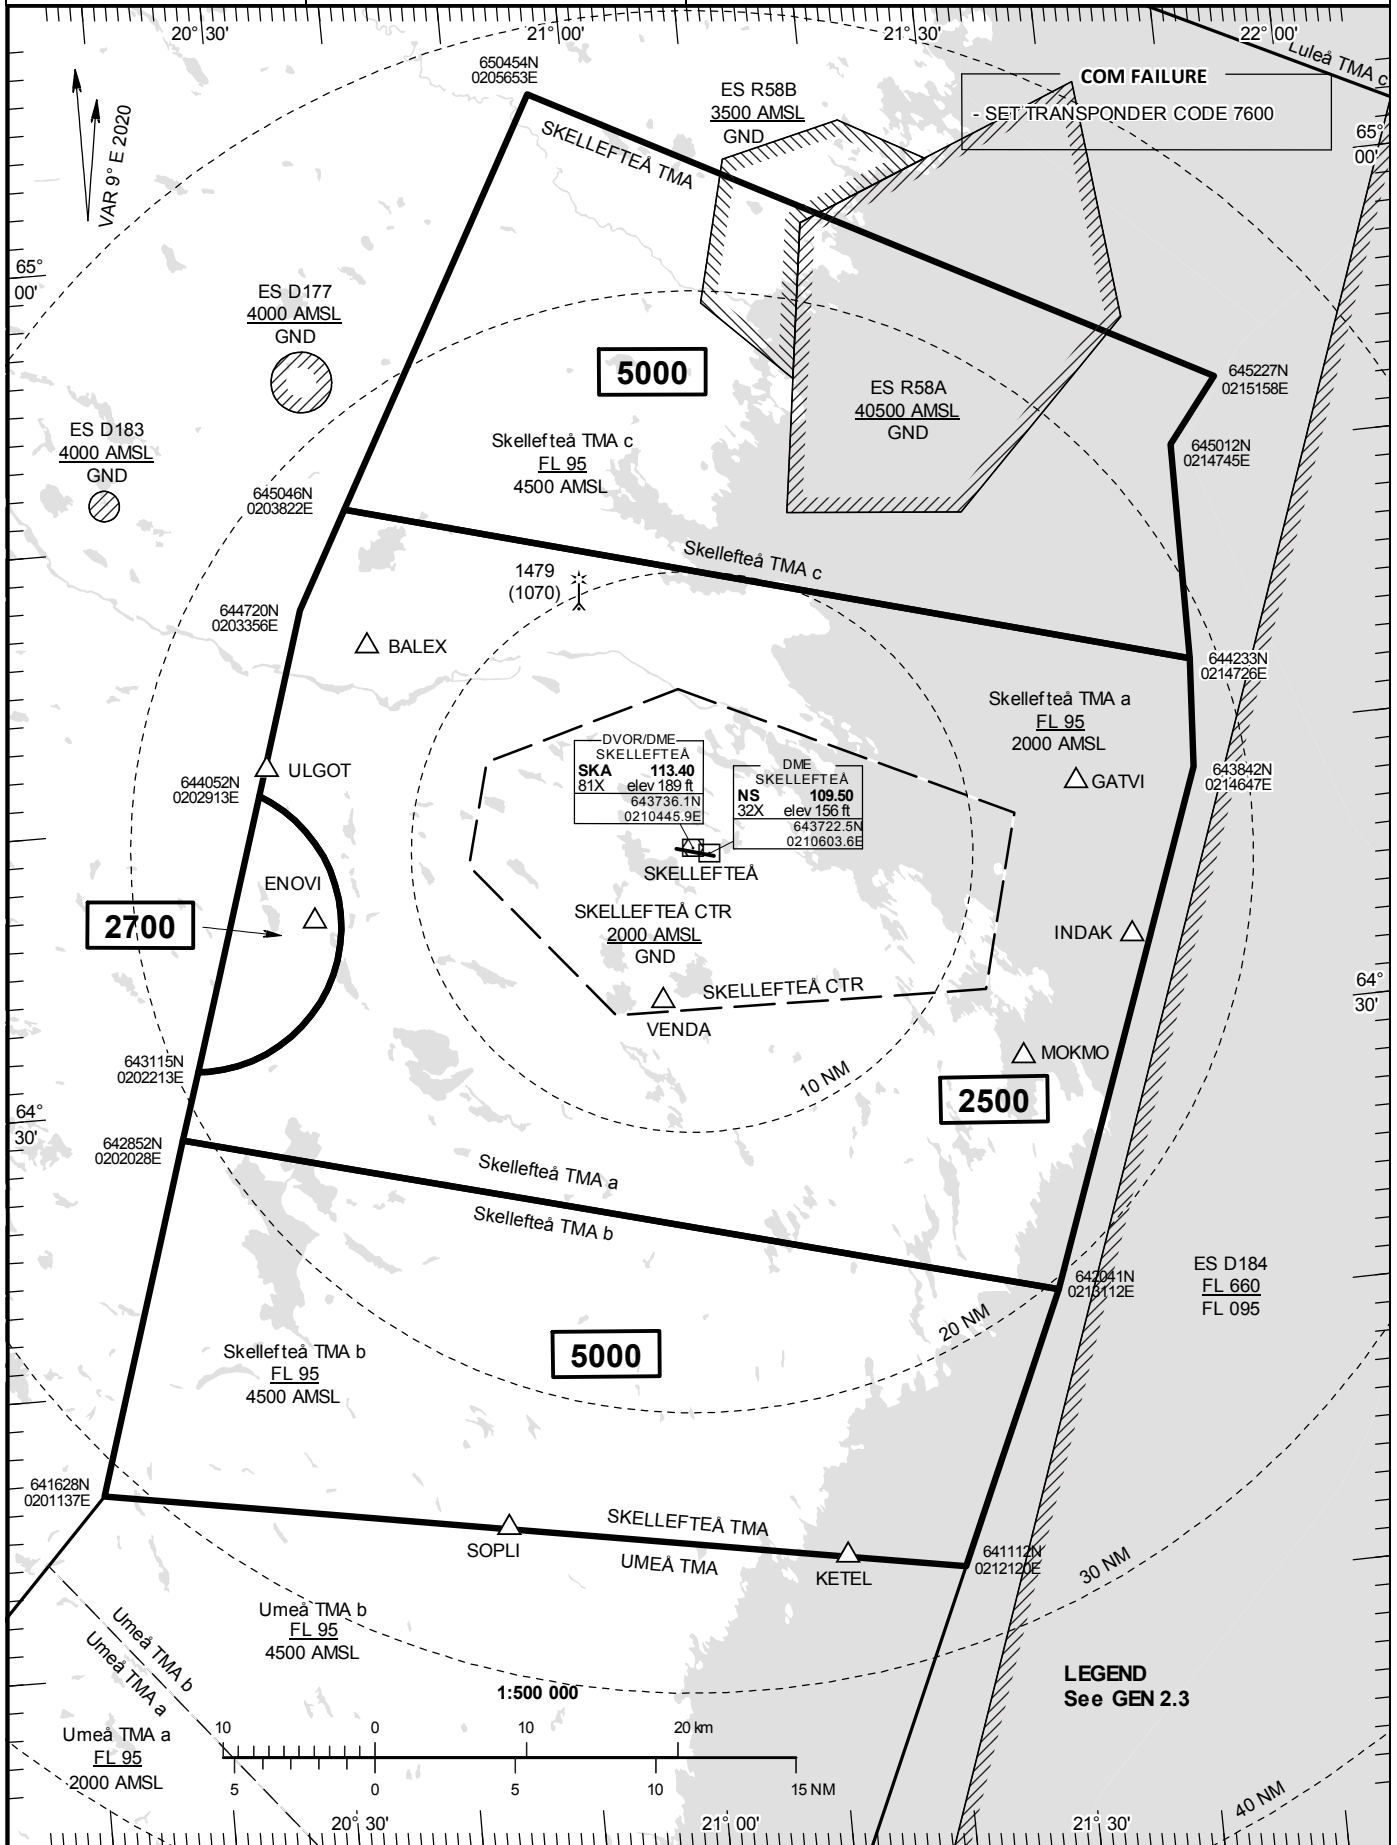 20° 30'
21° 00'
21° 30'
22° 00'
Luleå TMA c
650454N
0205653E
COM FAILURE
- SET TRANSPONDER CODE 7600
ES R58B
3500 AMSL
GND
65°
00'
VAR 9° E 2020
SKELLEFTEÅ TMA
65°
00'
ES D177
4000 AMSL
GND
5000
645227N
0215158E
ES R58A
40500 AMSL
GND
ES D183
4000 AMSL
GND
Skellefteå TMA c
FL 95
4500 AMSL
645012N
0214745E
645046N
0203822E
Skellefteå TMA c
1479
(1070)
644720N
0203356E
BALEX
644233N
0214726E
Skellefteå TMA a
FL 95
2000 AMSL
DVOR/DME
SKELLEFTEÅ
SKA 113.40
81X elev 189 ft
643736.1N
0210445.9E
DME
SKELLEFTEÅ
NS 109.50
32X elev 156 ft
643722.5N
0210603.6E
ULGOT
GATVI
644052N
0202913E
643842N
0214647E
SKELLEFTEÅ
ENOVI
2700
SKELLEFTEÅ CTR
2000 AMSL
GND
INDAK
SKELLEFTEÅ CTR
64°
30'
VENDA
MOKMO
643115N
0202213E
10 NM
2500
64°
30'
642852N
0202028E
Skellefteå TMA a
Skellefteå TMA b
642041N
0213112E
ES D184
FL 660
FL 095
20 NM
5000
Skellefteå TMA b
FL 95
4500 AMSL
641628N
0201137E
SKELLEFTEÅ TMA
SOPLI
UMEÅ TMA
KETEL
641112N
0212120E
30 NM
Umeå TMA b
FL 95
4500 AMSL
Umeå TMA b
Umeå TMA a
LEGEND
See GEN 2.3
1:500 000
10 0 10 20 km
5 0 5 10 15 NM
Umeå TMA a
FL 95
2000 AMSL
40 NM
20° 30'
21° 00'
21° 30'